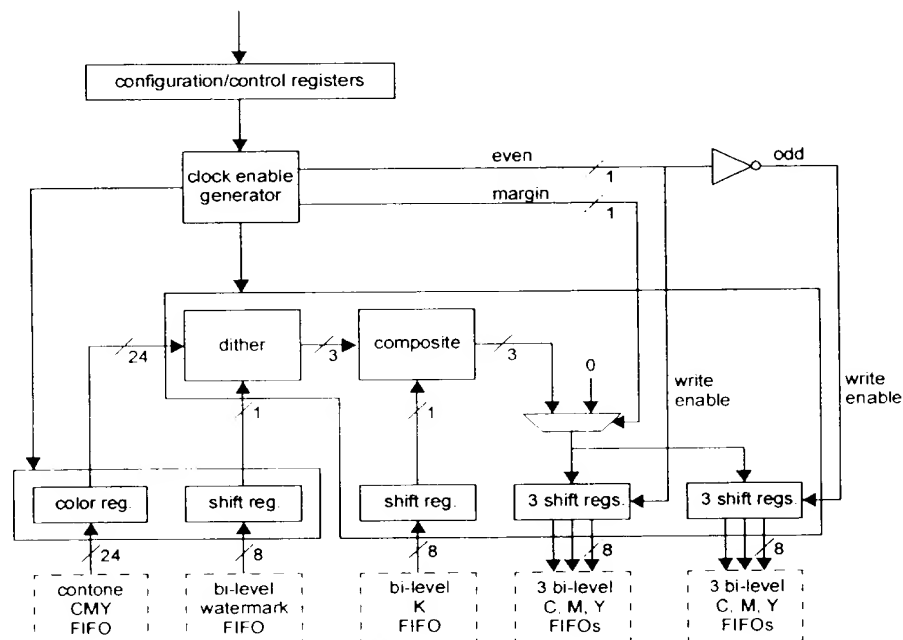 configuration/control registers
clock enable
generator
even
1
odd
margin
1
24
dither
3
composite
3
0
1
1
write
enable
write
enable
color reg.
shift reg.
shift reg.
3 shift regs.
3 shift regs.
24
8
8
8
8
contone
CMY
FIFO
bi-level
watermark
FIFO
bi-level
K
FIFO
3 bi-level
C, M, Y
FIFOs
3 bi-level
C, M, Y
FIFOs